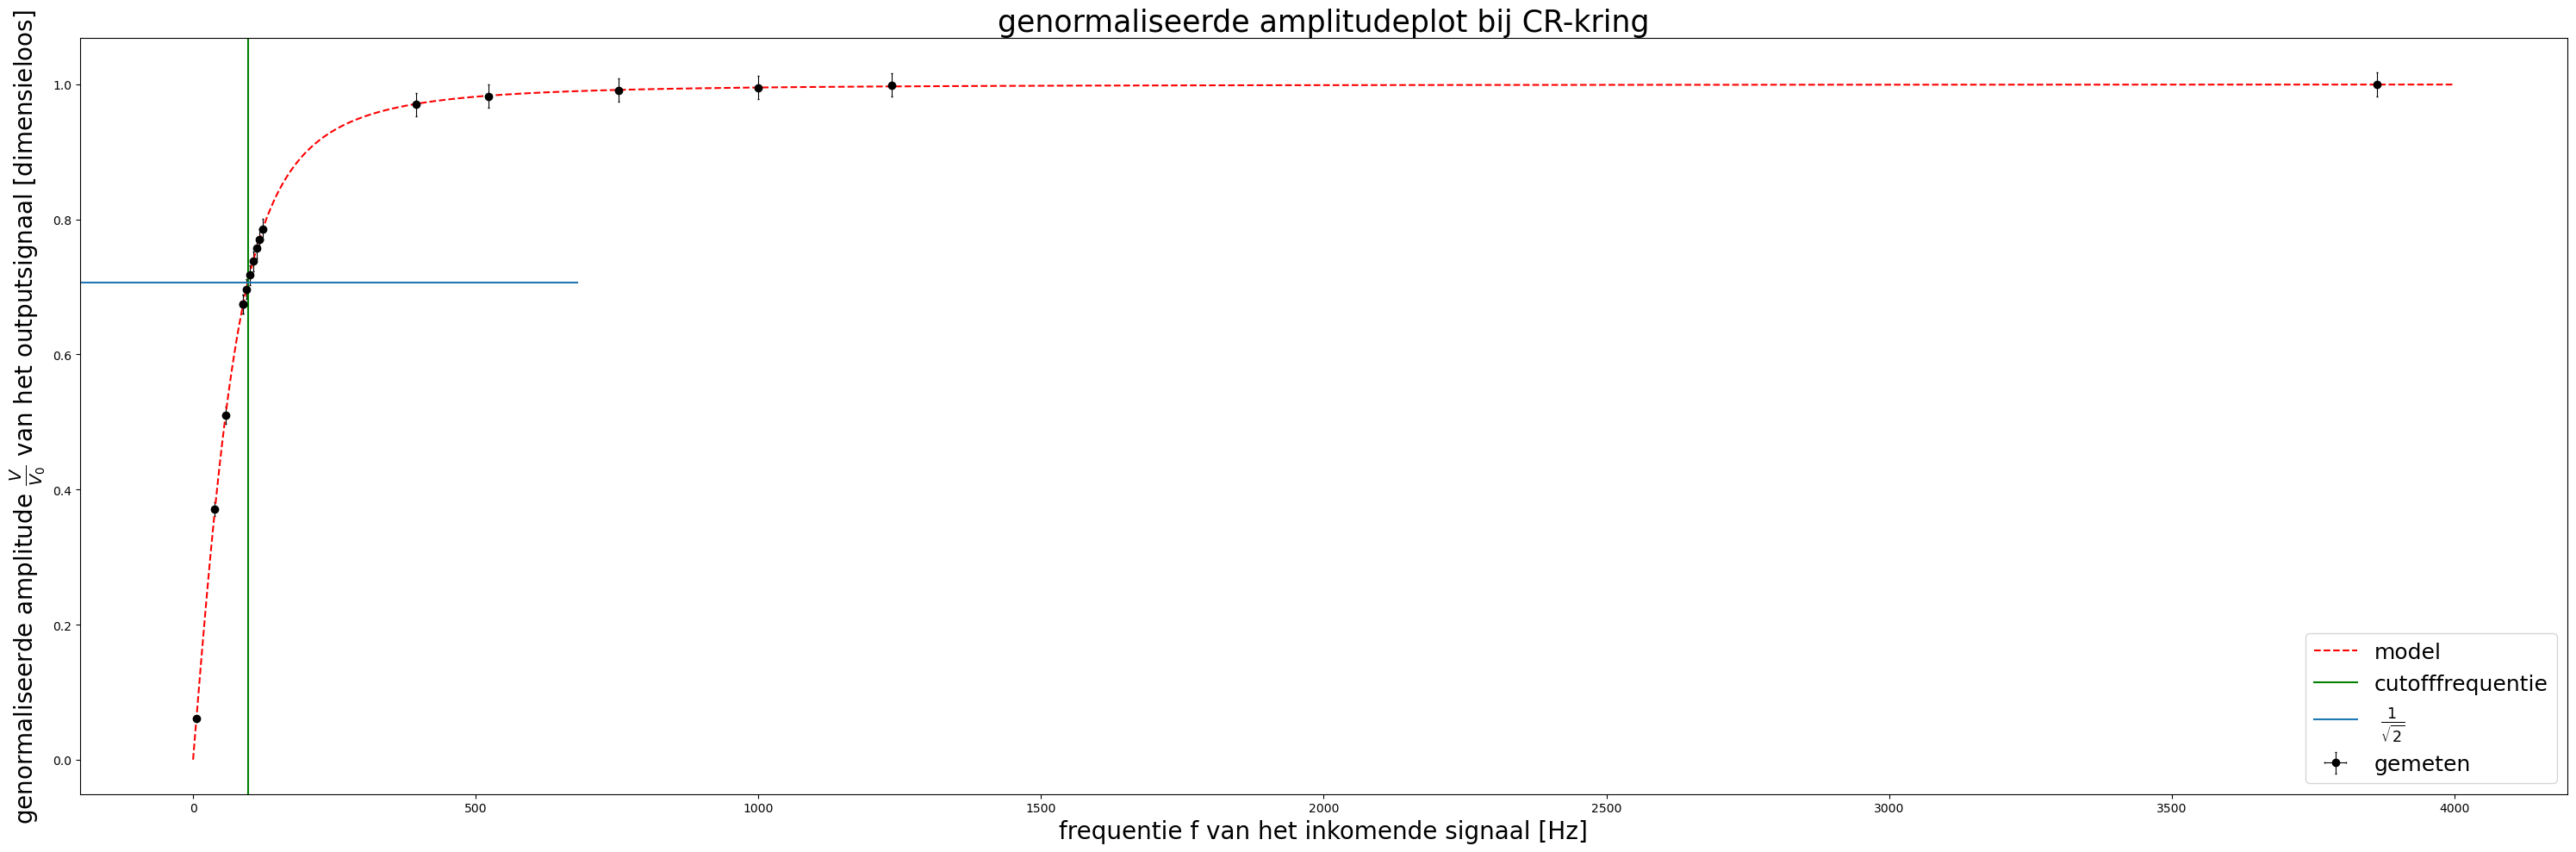 genormaliseerde amplitudeplot bij CR-kring
genormaliseerde amplitude V/V₀ van het outputsignaal [dimensieloos]
1.0
0.8
0.6
0.4
0.2
0.0
0 500 1000 1500 2000 2500 3000 3500 4000
frequentie f van het inkomende signaal [Hz]
model
cutofffrequentie
1/√2
gemeten